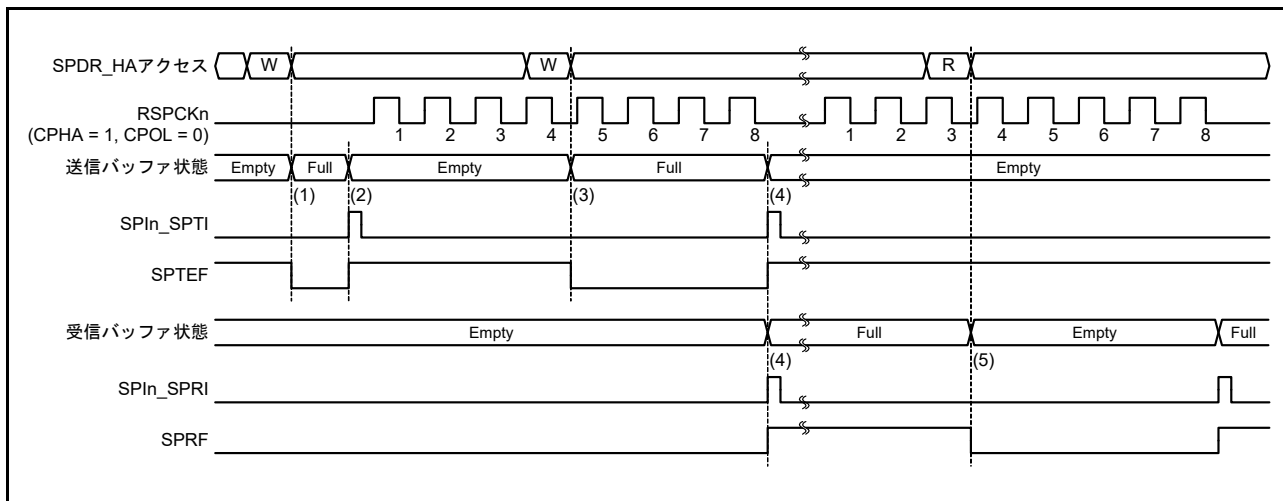 SPDR_HAアクセス W W R
RSPCKn
(CPHA = 1, CPOL = 0)
1 2 3 4 5 6 7 8 1 2 3 4 5 6 7 8
送信バッファ状態 Empty Full Empty Full Empty
(1) (2) (3) (4)
SPIn_SPTI
SPTEF
受信バッファ状態 Empty Full Empty Full
(4) (5)
SPIn_SPRI
SPRF